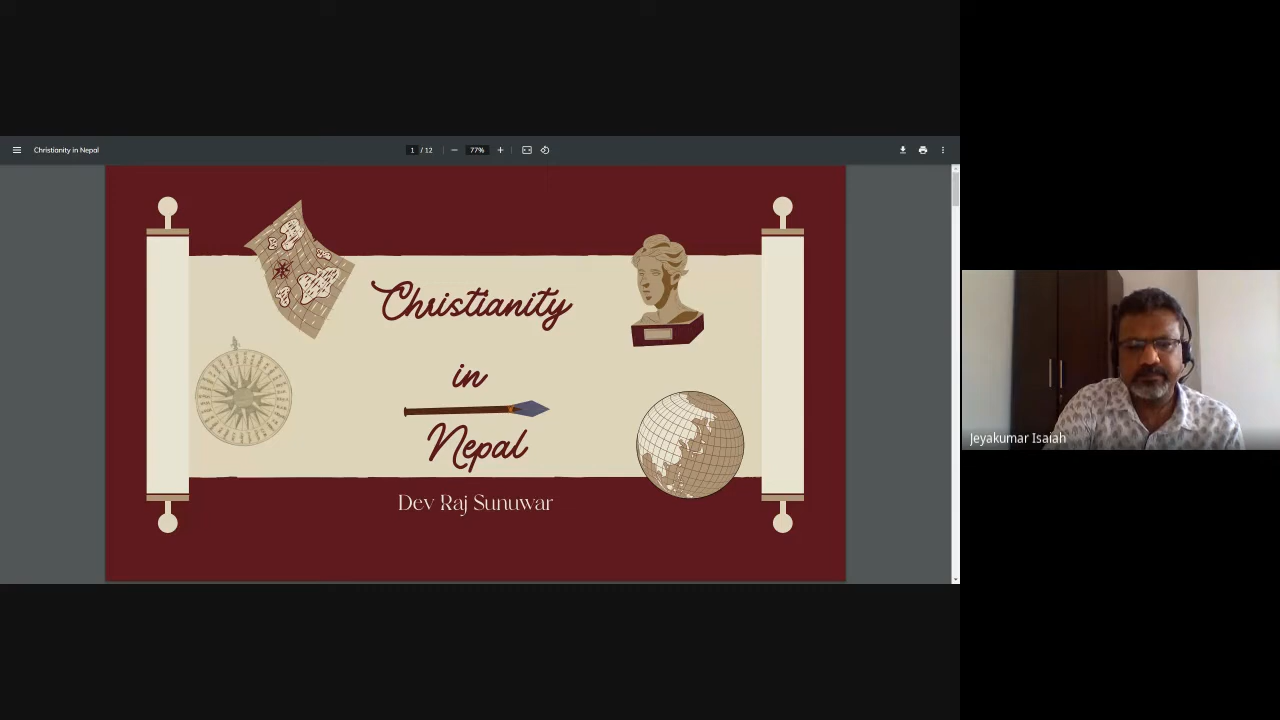 Christianity in Nepal
1 / 12
77%
Christianity
in
Nepal
Dev Raj Sunuwar
Jeyakumar Isaiah